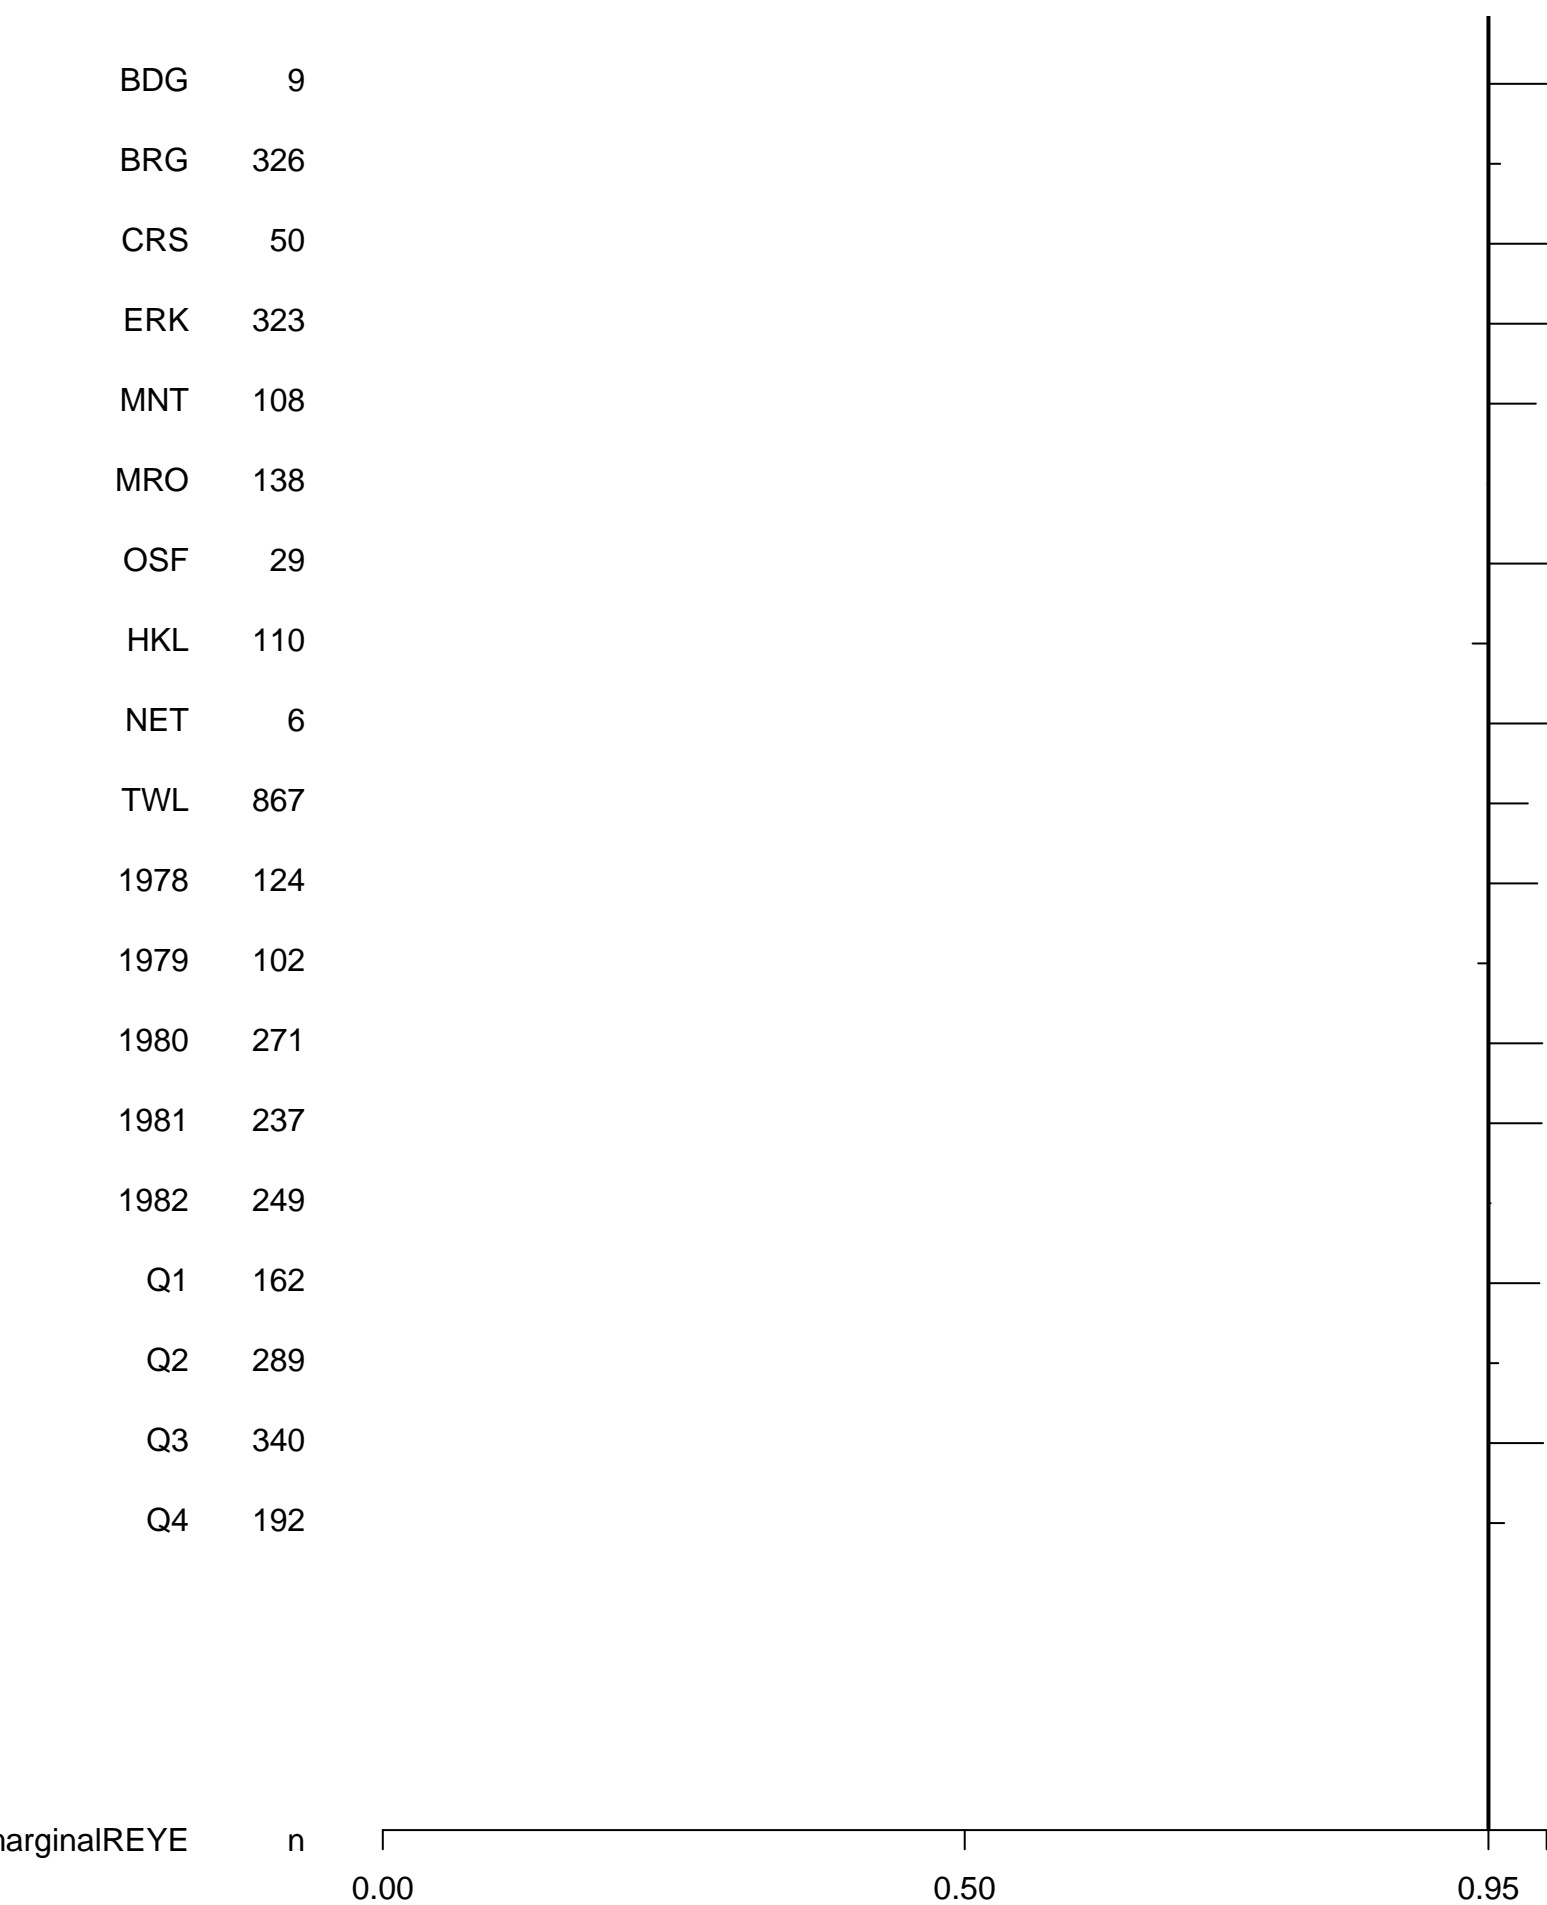 BDG 9
BRG 326
CRS 50
ERK 323
MNT 108
MRO 138
OSF 29
HKL 110
NET 6
TWL 867
1978 124
1979 102
1980 271
1981 237
1982 249
Q1 162
Q2 289
Q3 340
Q4 192
arginalREYE n
0.00 0.50 0.95